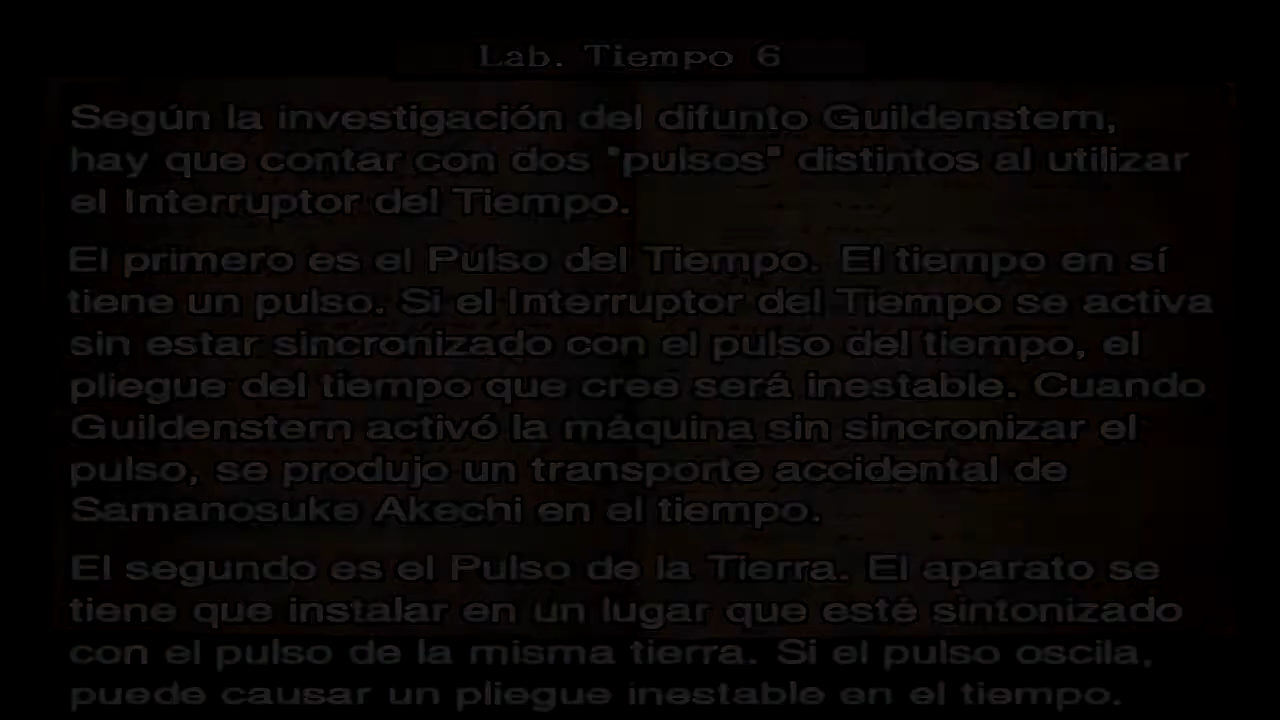 Lab. Tiempo 6
Según la investigación del difunto Guildenstern,
hay que contar con dos "pulsos" distintos al utilizar
el Interruptor del Tiempo.
El primero es el Pulso del Tiempo. El tiempo en sí
tiene un pulso. Si el Interruptor del Tiempo se activa
sin estar sincronizado con el pulso del tiempo, el
pliegue del tiempo que cree será inestable. Cuando
Guildenstern activó la máquina sin sincronizar el
pulso, se produjo un transporte accidental de
Samanosuke Akechi en el tiempo.
El segundo es el Pulso de la Tierra. El aparato se
tiene que instalar en un lugar que esté sintonizado
con el pulso de la misma tierra. Si el pulso oscila,
puede causar un pliegue inestable en el tiempo.